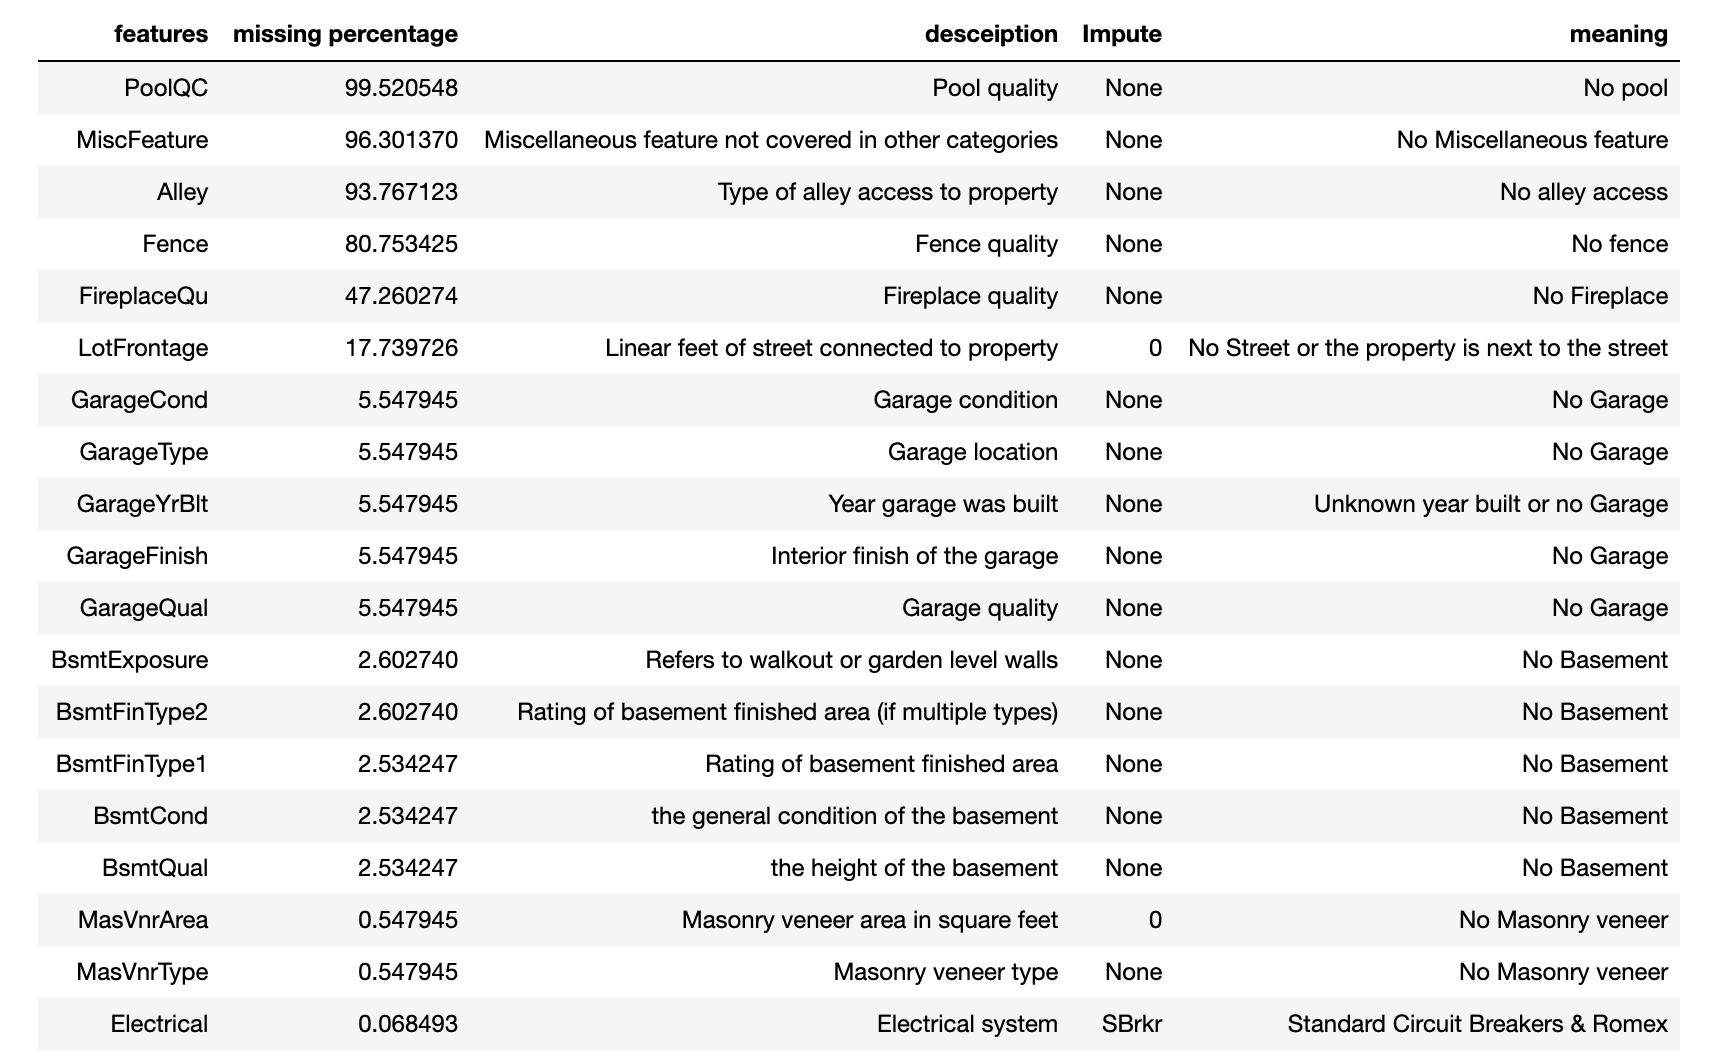 features missing percentage desceiption Impute meaning
PoolQC 99.520548 Pool quality None No pool
MiscFeature 96.301370 Miscellaneous feature not covered in other categories None No Miscellaneous feature
Alley 93.767123 Type of alley access to property None No alley access
Fence 80.753425 Fence quality None No fence
FireplaceQu 47.260274 Fireplace quality None No Fireplace
LotFrontage 17.739726 Linear feet of street connected to property 0 No Street or the property is next to the street
GarageCond 5.547945 Garage condition None No Garage
GarageType 5.547945 Garage location None No Garage
GarageYrBlt 5.547945 Year garage was built None Unknown year built or no Garage
GarageFinish 5.547945 Interior finish of the garage None No Garage
GarageQual 5.547945 Garage quality None No Garage
BsmtExposure 2.602740 Refers to walkout or garden level walls None No Basement
BsmtFinType2 2.602740 Rating of basement finished area (if multiple types) None No Basement
BsmtFinType1 2.534247 Rating of basement finished area None No Basement
BsmtCond 2.534247 the general condition of the basement None No Basement
BsmtQual 2.534247 the height of the basement None No Basement
MasVnrArea 0.547945 Masonry veneer area in square feet 0 No Masonry veneer
MasVnrType 0.547945 Masonry veneer type None No Masonry veneer
Electrical 0.068493 Electrical system SBrkr Standard Circuit Breakers & Romex